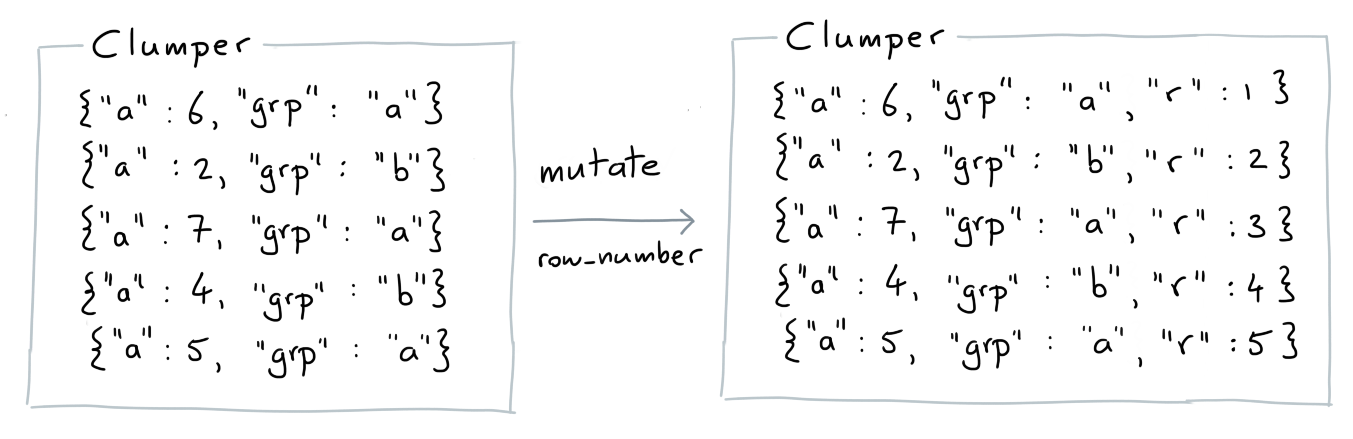 Clumper
{"a" : 6, "grp" : "a"}
{"a" : 2, "grp" : "b"}
{"a" : 7, "grp" : "a"}
{"a" : 4, "grp" : "b"}
{"a" : 5, "grp" : "a"}
mutate
row_number
Clumper
{"a" : 6, "grp" : "a", "r" : 1}
{"a" : 2, "grp" : "b", "r" : 2}
{"a" : 7, "grp" : "a", "r" : 3}
{"a" : 4, "grp" : "b", "r" : 4}
{"a" : 5, "grp" : "a", "r" : 5}